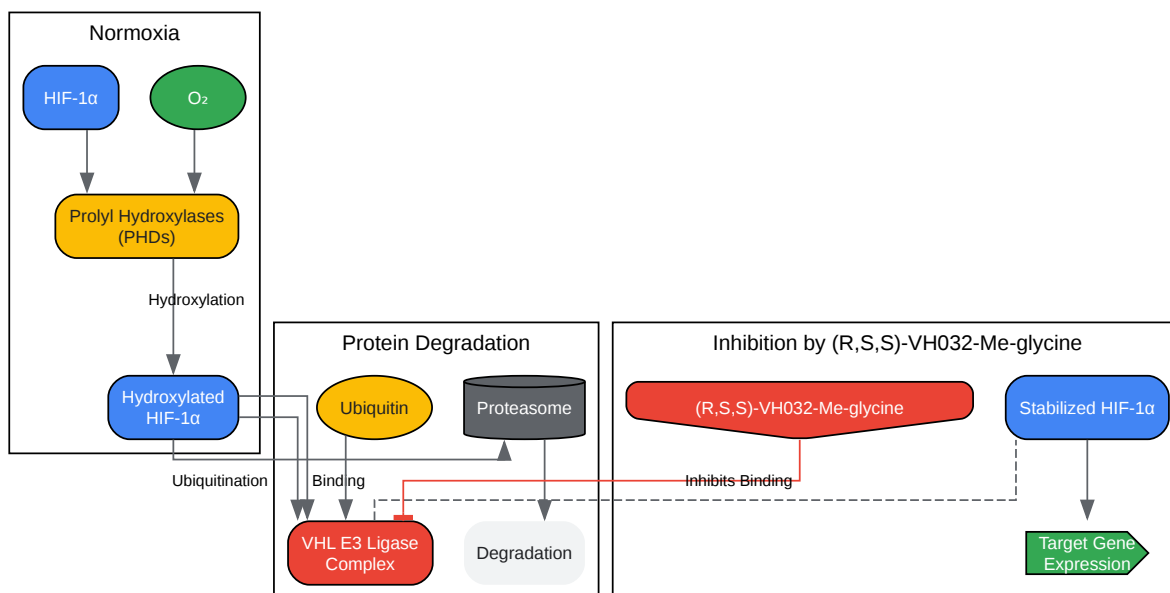 Normoxia
HIF-1α
O₂
Prolyl Hydroxylases
(PHDs)
Hydroxylation
Hydroxylated
HIF-1α
Protein Degradation
Ubiquitin
Proteasome
Ubiquitination
Binding
VHL E3 Ligase
Complex
Degradation
Inhibition by (R,S,S)-VH032-Me-glycine
(R,S,S)-VH032-Me-glycine
Stabilized HIF-1α
Inhibits Binding
Target Gene
Expression